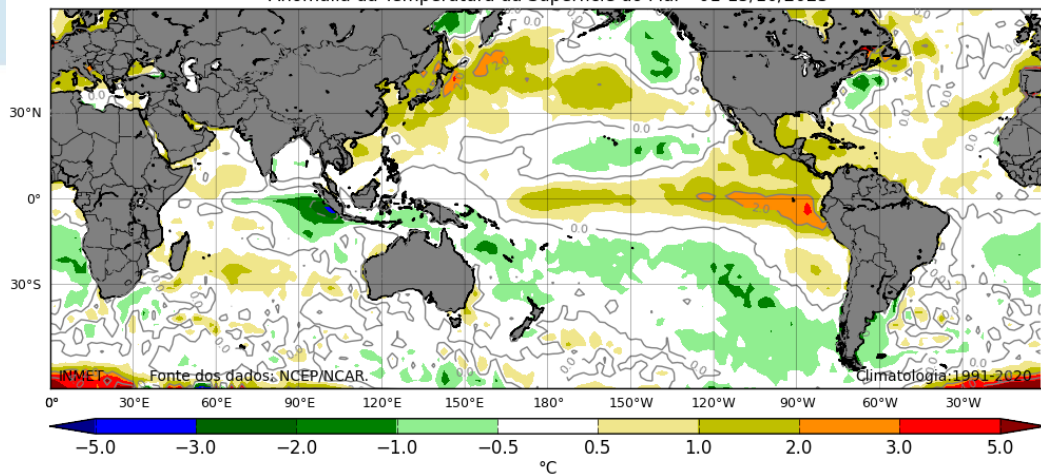 30°N
0°
30°S
INMET Fonte dos dados: NCEP/NCAR. Climatologia:1991-2020
0° 30°E 60°E 90°E 120°E 150°E 180° 150°W 120°W 90°W 60°W 30°W
−5.0 −3.0 −2.0 −1.0 −0.5 0.5 1.0 2.0 3.0 5.0
°C